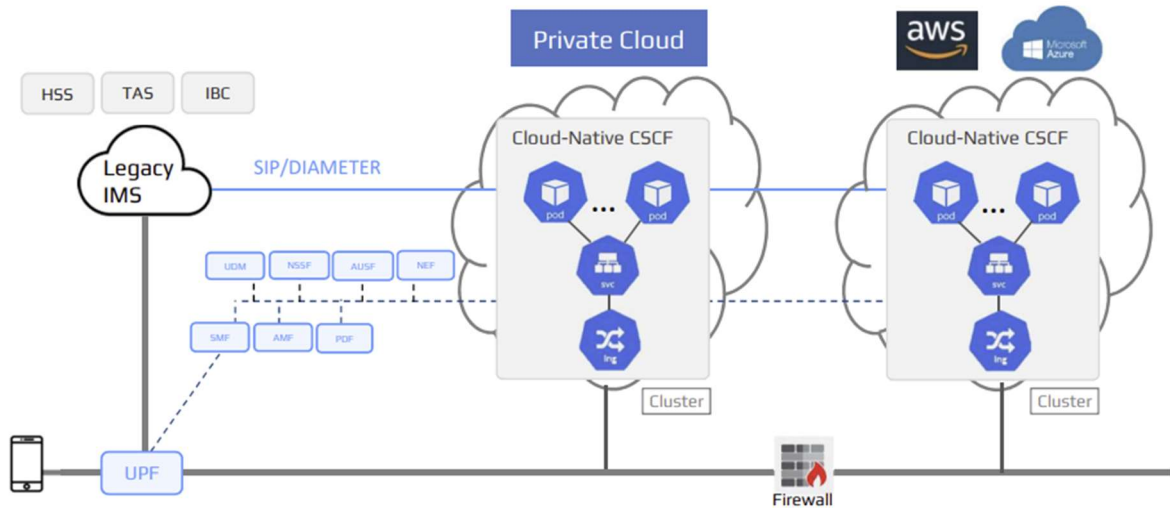 Private Cloud
aws
Microsoft
Azure
HSS
TAS
IBC
Cloud-Native CSCF
Cloud-Native CSCF
Legacy
IMS
SIP/DIAMETER
pod
...
pod
pod
...
pod
UDM
NSSF
AUSF
NEF
svc
svc
SMF
AMF
PDF
Ing
Ing
Cluster
Cluster
UPF
Firewall